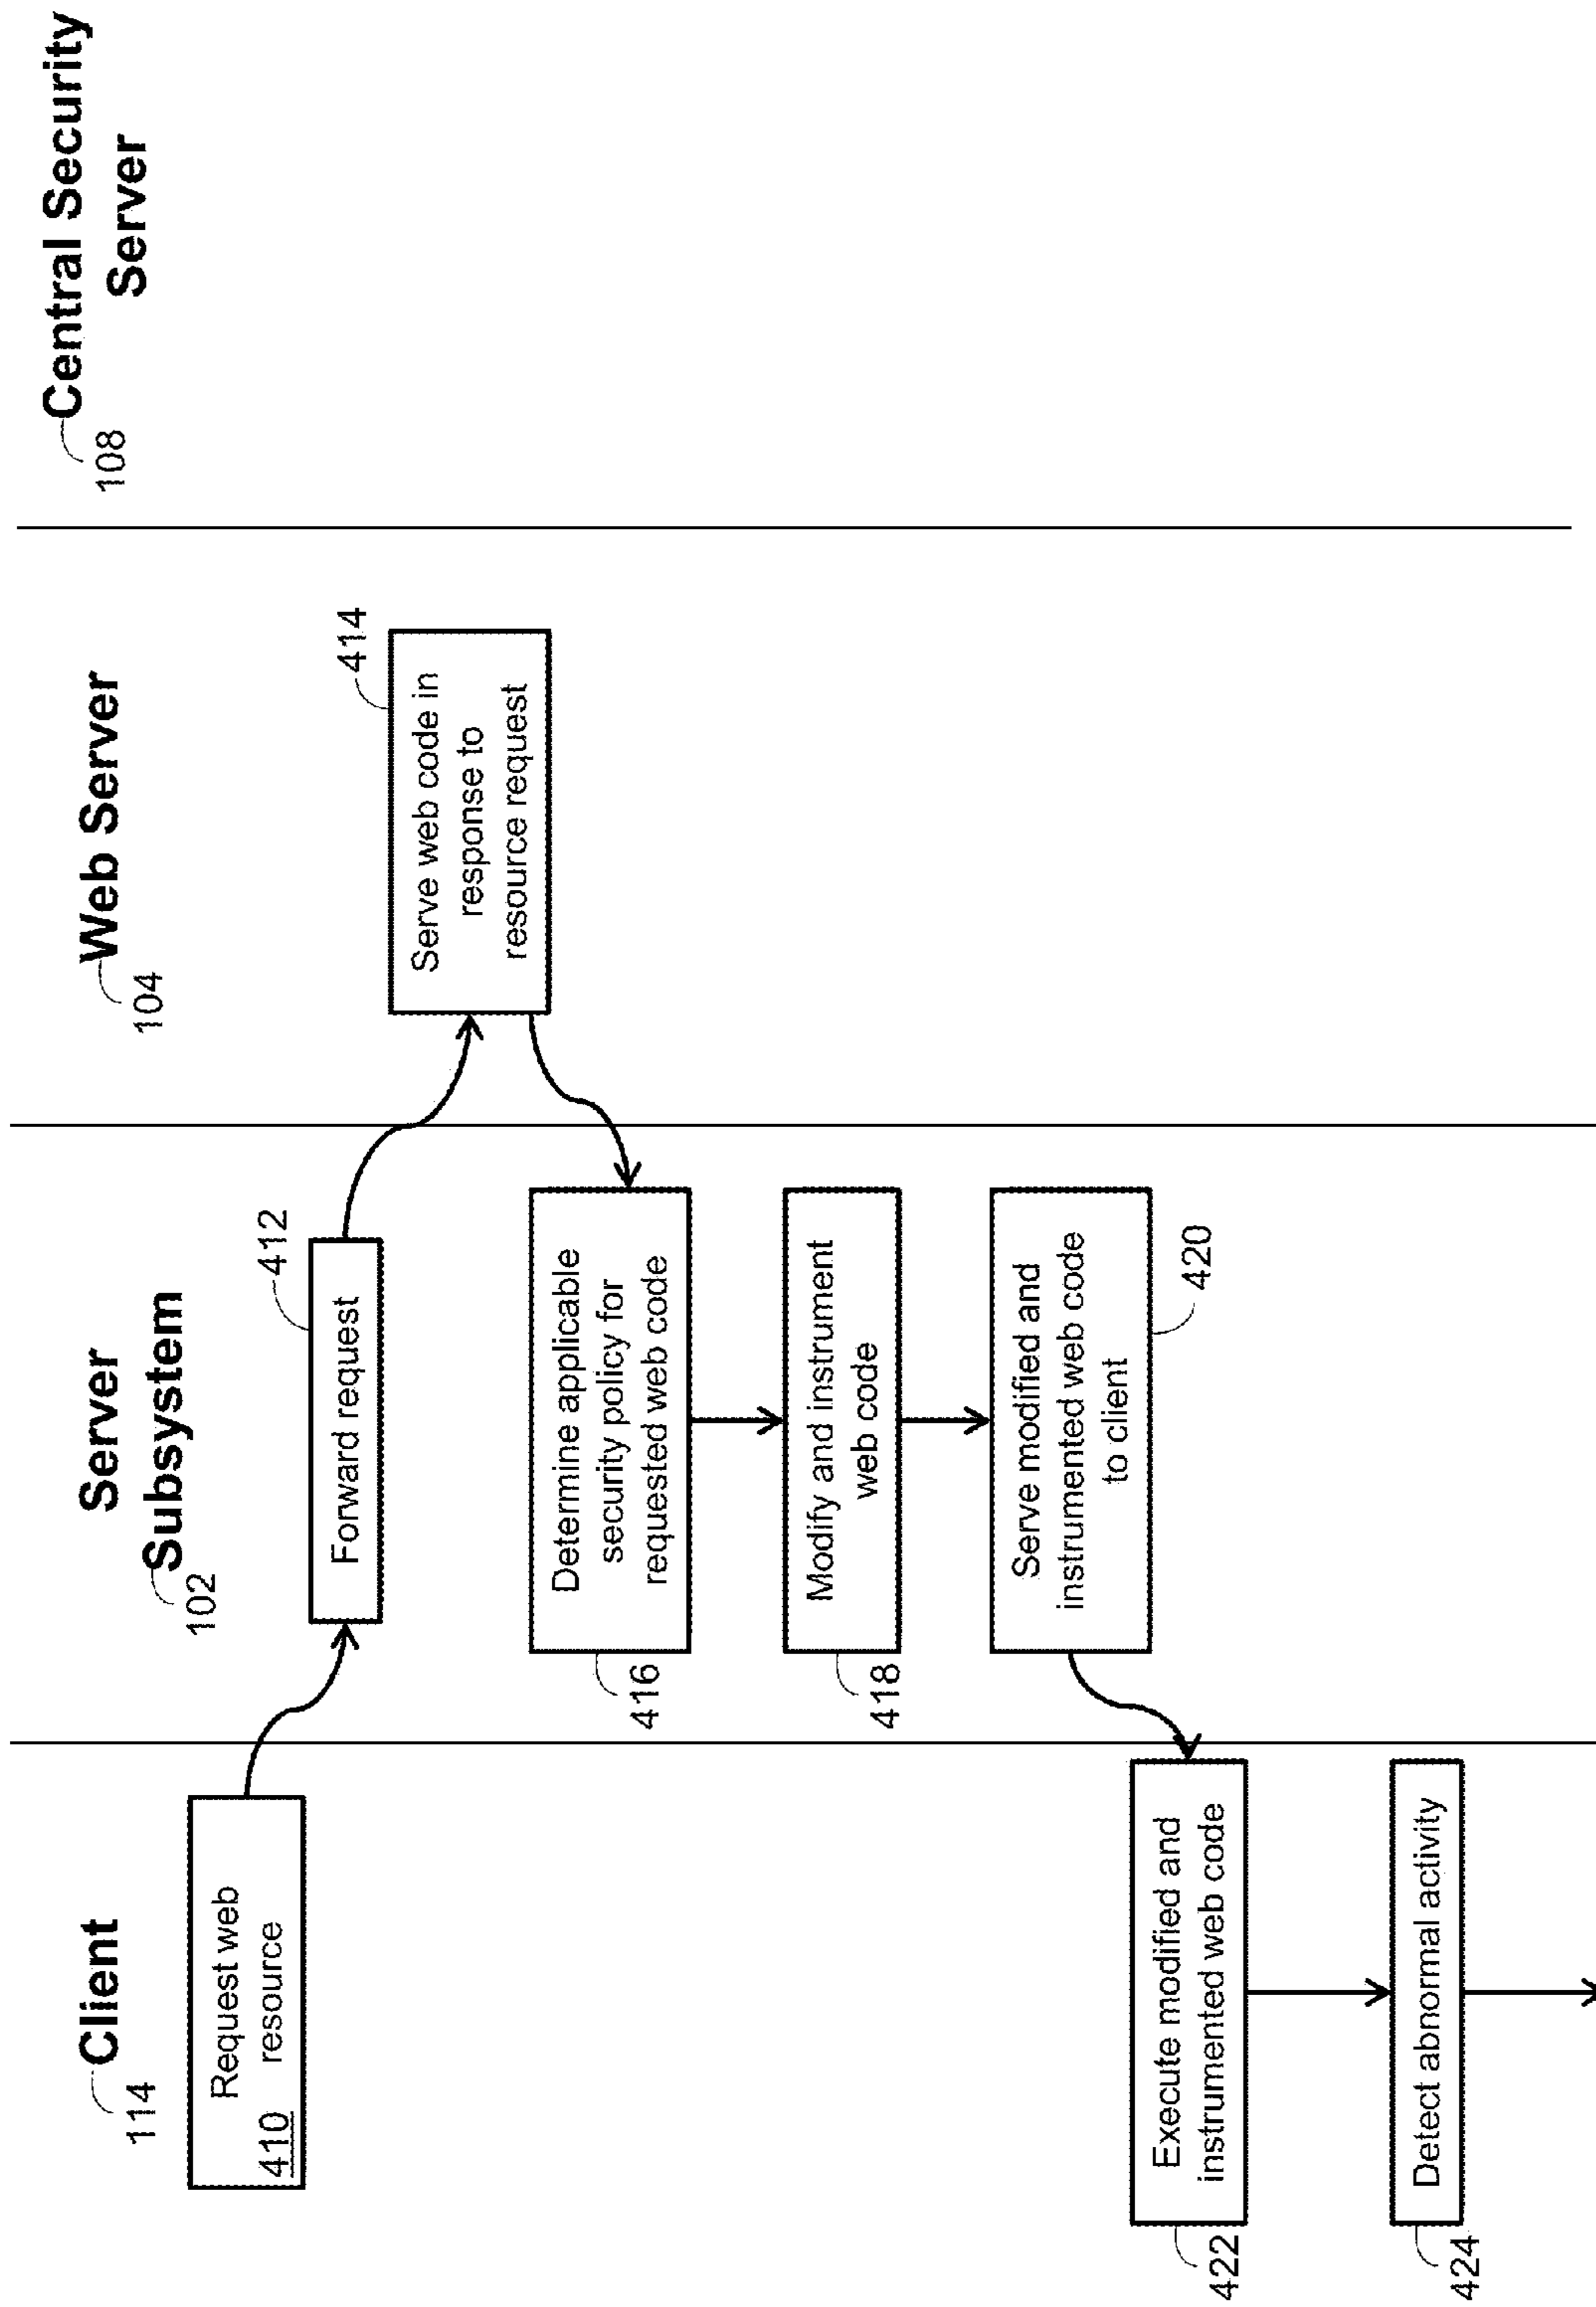 Client
114
Server
Subsystem
102
Web Server
104
Central Security
Server
108
Request web
410 resource
412
Forward request
414
Serve web code in
response to
resource request
Determine applicable
security policy for
requested web code
416
Modify and instrument
web code
418
Serve modified and
instrumented web code
to client
420
Execute modified and
instrumented web code
422
Detect abnormal activity
424